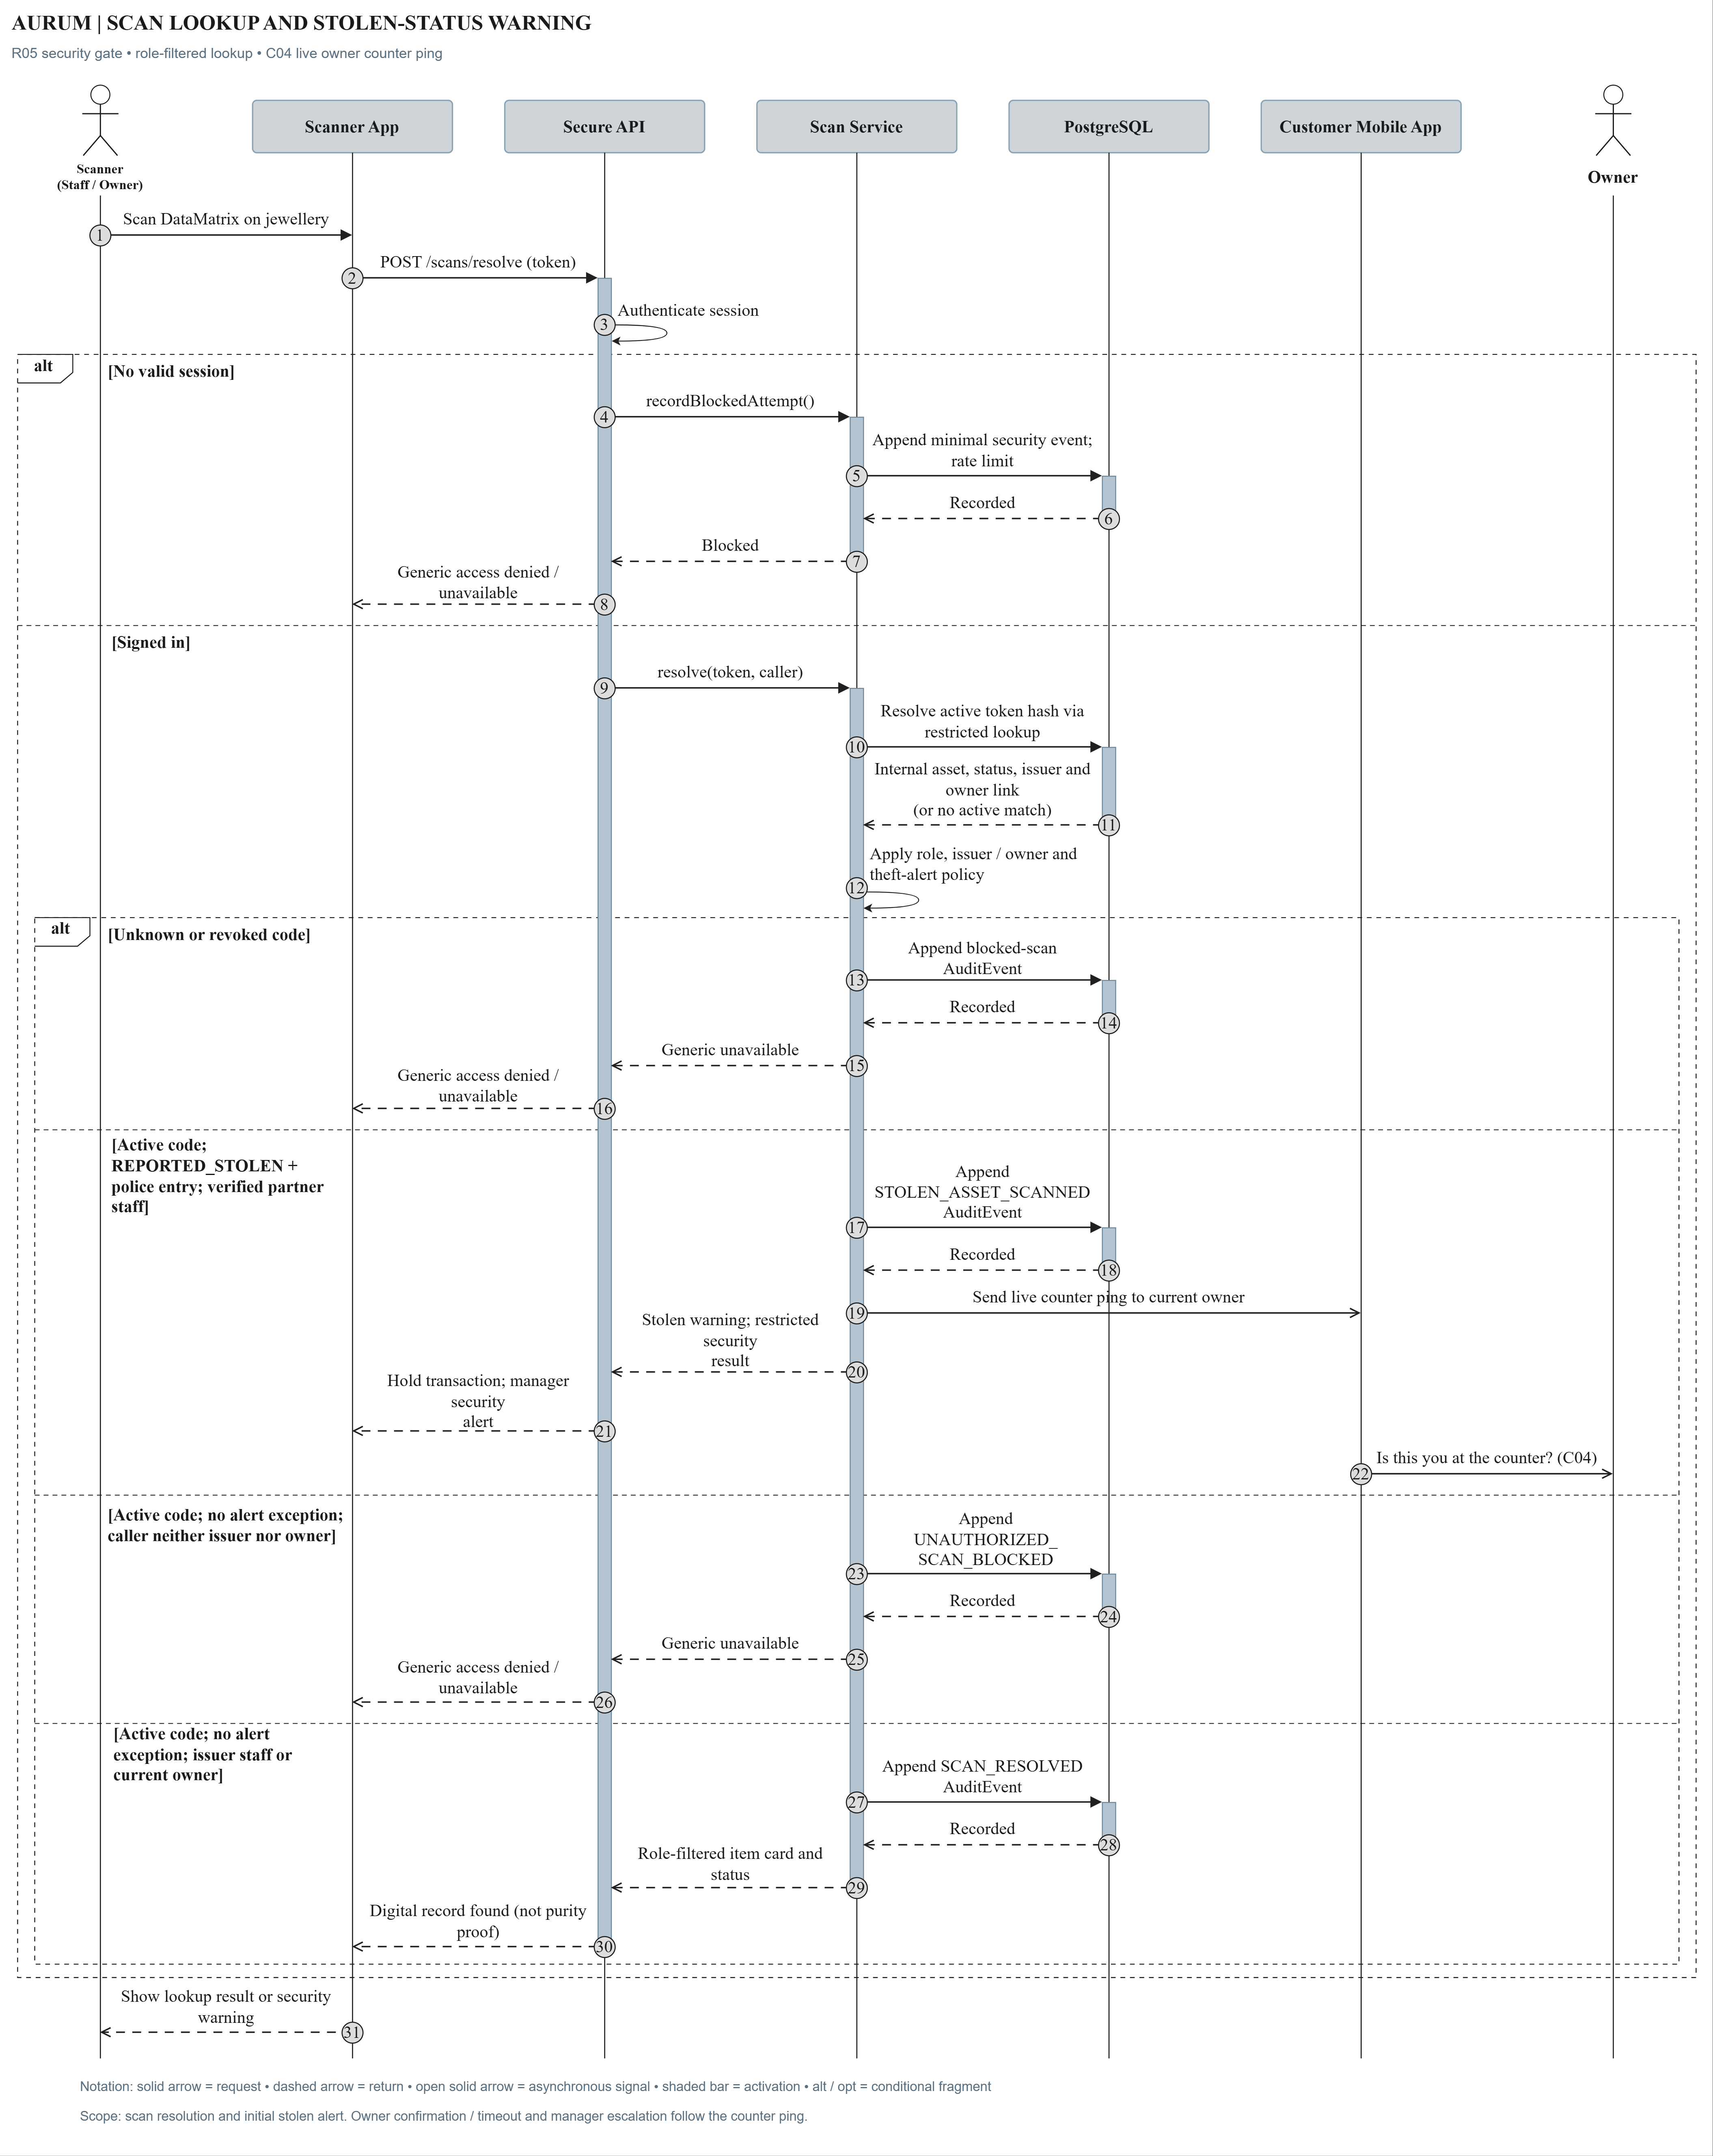 AURUM | SCAN LOOKUP AND STOLEN-STATUS WARNING
R05 security gate • role-filtered lookup • C04 live owner counter ping
Scanner
(Staff / Owner)
Scanner App
Secure API
Scan Service
PostgreSQL
Customer Mobile App
Owner
Scan DataMatrix on jewellery
1
POST /scans/resolve (token)
2
Authenticate session
3
alt
[No valid session]
recordBlockedAttempt()
4
Append minimal security event;
rate limit
5
Recorded
6
Blocked
7
Generic access denied /
unavailable
8
[Signed in]
resolve(token, caller)
9
Resolve active token hash via
restricted lookup
10
Internal asset, status, issuer and
owner link
(or no active match)
11
Apply role, issuer / owner and
theft-alert policy
12
alt
[Unknown or revoked code]
Append blocked-scan
AuditEvent
13
Recorded
14
Generic unavailable
15
Generic access denied /
unavailable
16
[Active code;
REPORTED_STOLEN +
police entry; verified partner
staff]
Append
STOLEN_ASSET_SCANNED
AuditEvent
17
Recorded
18
Send live counter ping to current owner
19
Stolen warning; restricted
security
result
20
Hold transaction; manager
security
alert
21
Is this you at the counter? (C04)
22
[Active code; no alert exception;
caller neither issuer nor owner]
Append
UNAUTHORIZED_
SCAN_BLOCKED
23
Recorded
24
Generic unavailable
25
Generic access denied /
unavailable
26
[Active code; no alert
exception; issuer staff or
current owner]
Append SCAN_RESOLVED
AuditEvent
27
Recorded
28
Role-filtered item card and
status
29
Digital record found (not purity
proof)
30
Show lookup result or security
warning
31
Notation: solid arrow = request • dashed arrow = return • open solid arrow = asynchronous signal • shaded bar = activation • alt / opt = conditional fragment
Scope: scan resolution and initial stolen alert. Owner confirmation / timeout and manager escalation follow the counter ping.